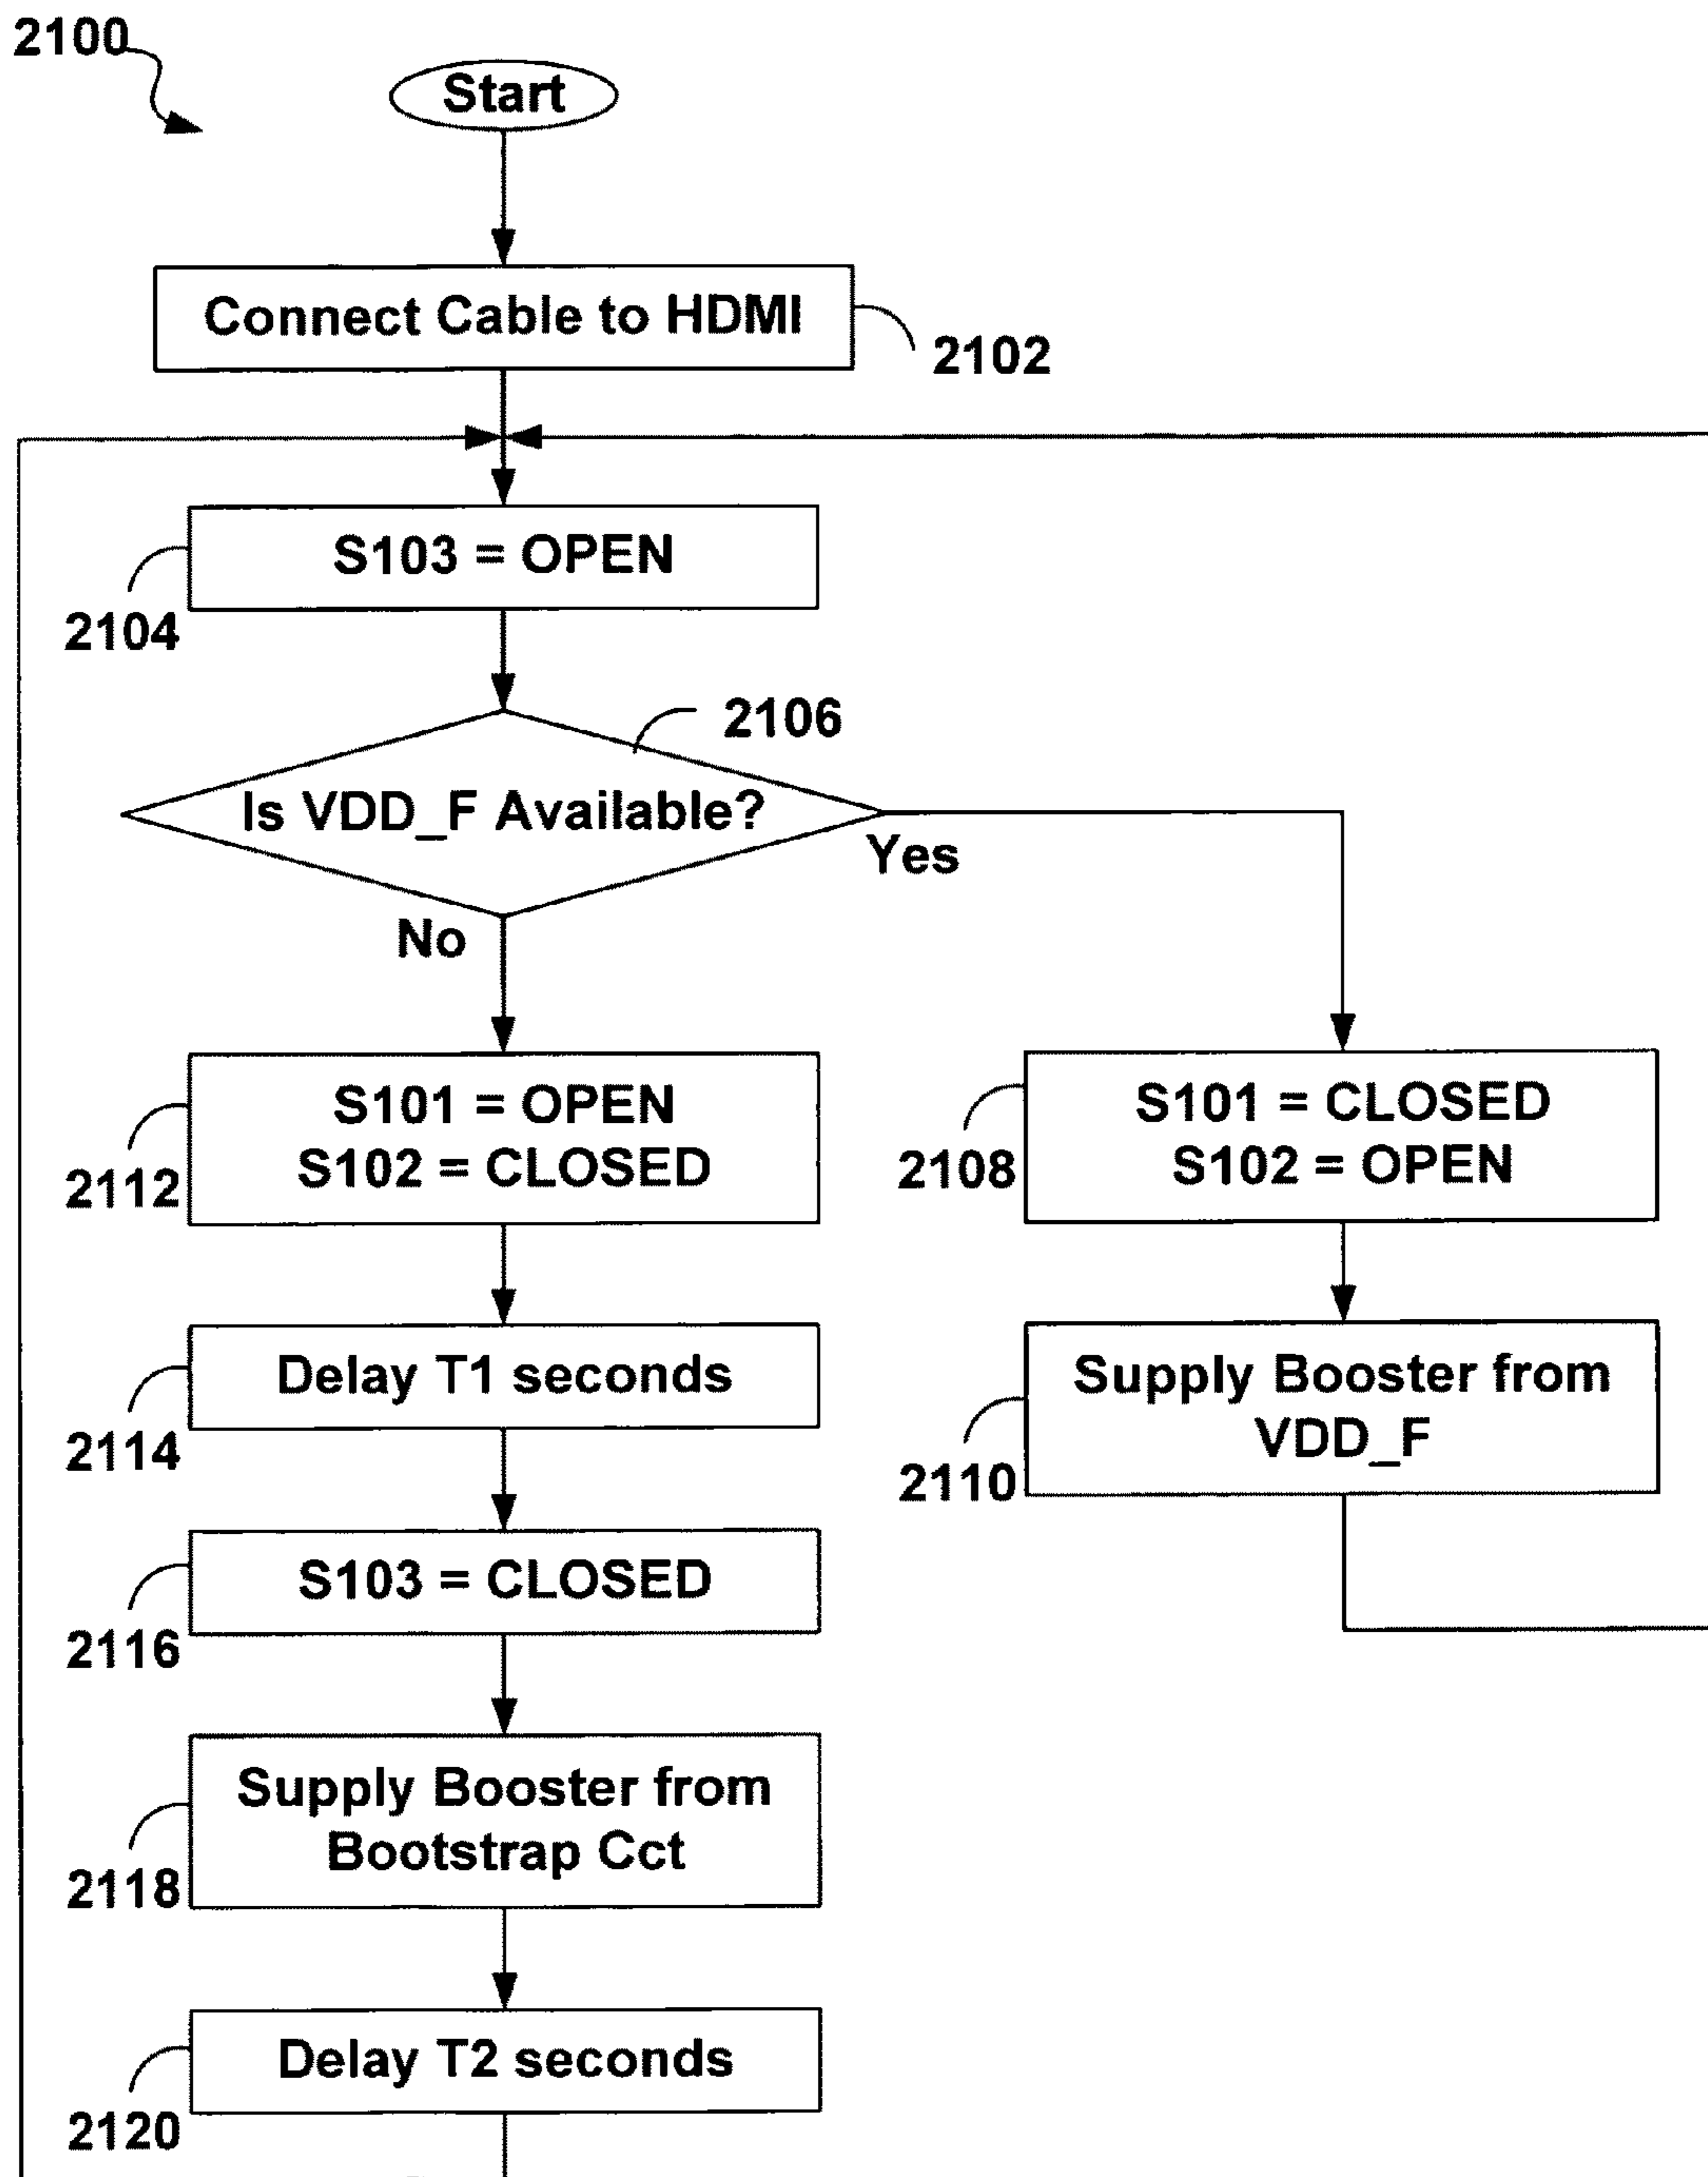 2100
Start
Connect Cable to HDMI
2102
S103 = OPEN
2104
2106
Is VDD_F Available?
Yes
No
S101 = OPEN
S102 = CLOSED
2112
S101 = CLOSED
S102 = OPEN
2108
Delay T1 seconds
2114
Supply Booster from
VDD_F
2110
S103 = CLOSED
2116
Supply Booster from
Bootstrap Cct
2118
Delay T2 seconds
2120